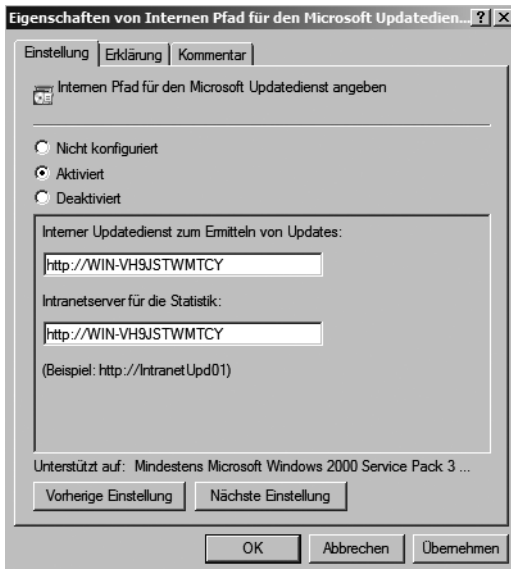 Eigenschaften von Internen Pfad für den Microsoft Updatedien...
Einstellung
Erklärung
Kommentar
Internen Pfad für den Microsoft Updatedienst angeben
Nicht konfiguriert
Aktiviert
Deaktiviert
Interner Updatedienst zum Ermitteln von Updates:
http://WIN-VH9JSTWMTCY
Intranetserver für die Statistik:
http://WIN-VH9JSTWMTCY
(Beispiel: http://IntranetUpd01)
Unterstützt auf: Mindestens Microsoft Windows 2000 Service Pack 3 ...
Vorherige Einstellung
Nächste Einstellung
OK
Abbrechen
Übernehmen